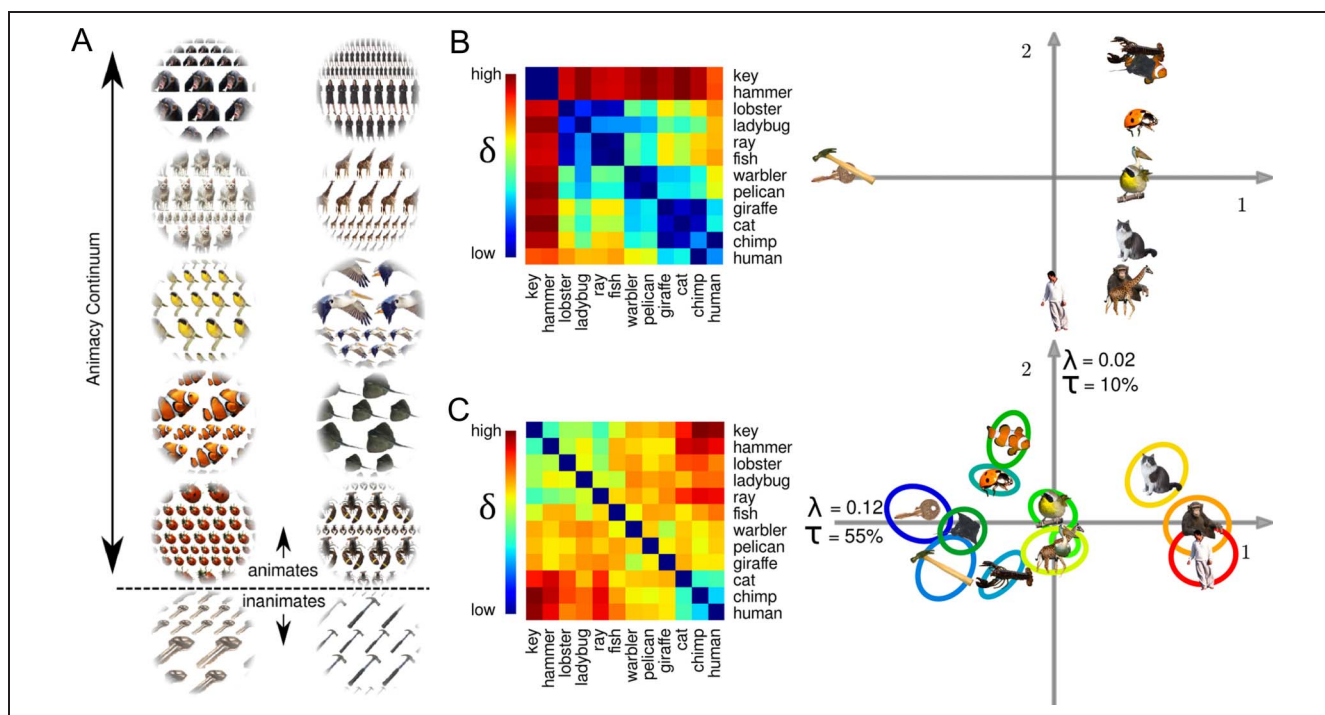 A
Animacy Continuum
animates
inanimates
B
high
δ
low
key
hammer
lobster
ladybug
ray
fish
warbler
pelican
giraffe
cat
chimp
human
key
hammer
lobster
ladybug
ray
fish
warbler
pelican
giraffe
cat
chimp
human
2
1
C
high
δ
low
key
hammer
lobster
ladybug
ray
fish
warbler
pelican
giraffe
cat
chimp
human
key
hammer
lobster
ladybug
ray
fish
warbler
pelican
giraffe
cat
chimp
human
2
λ = 0.02
τ = 10%
λ = 0.12
τ = 55%
1